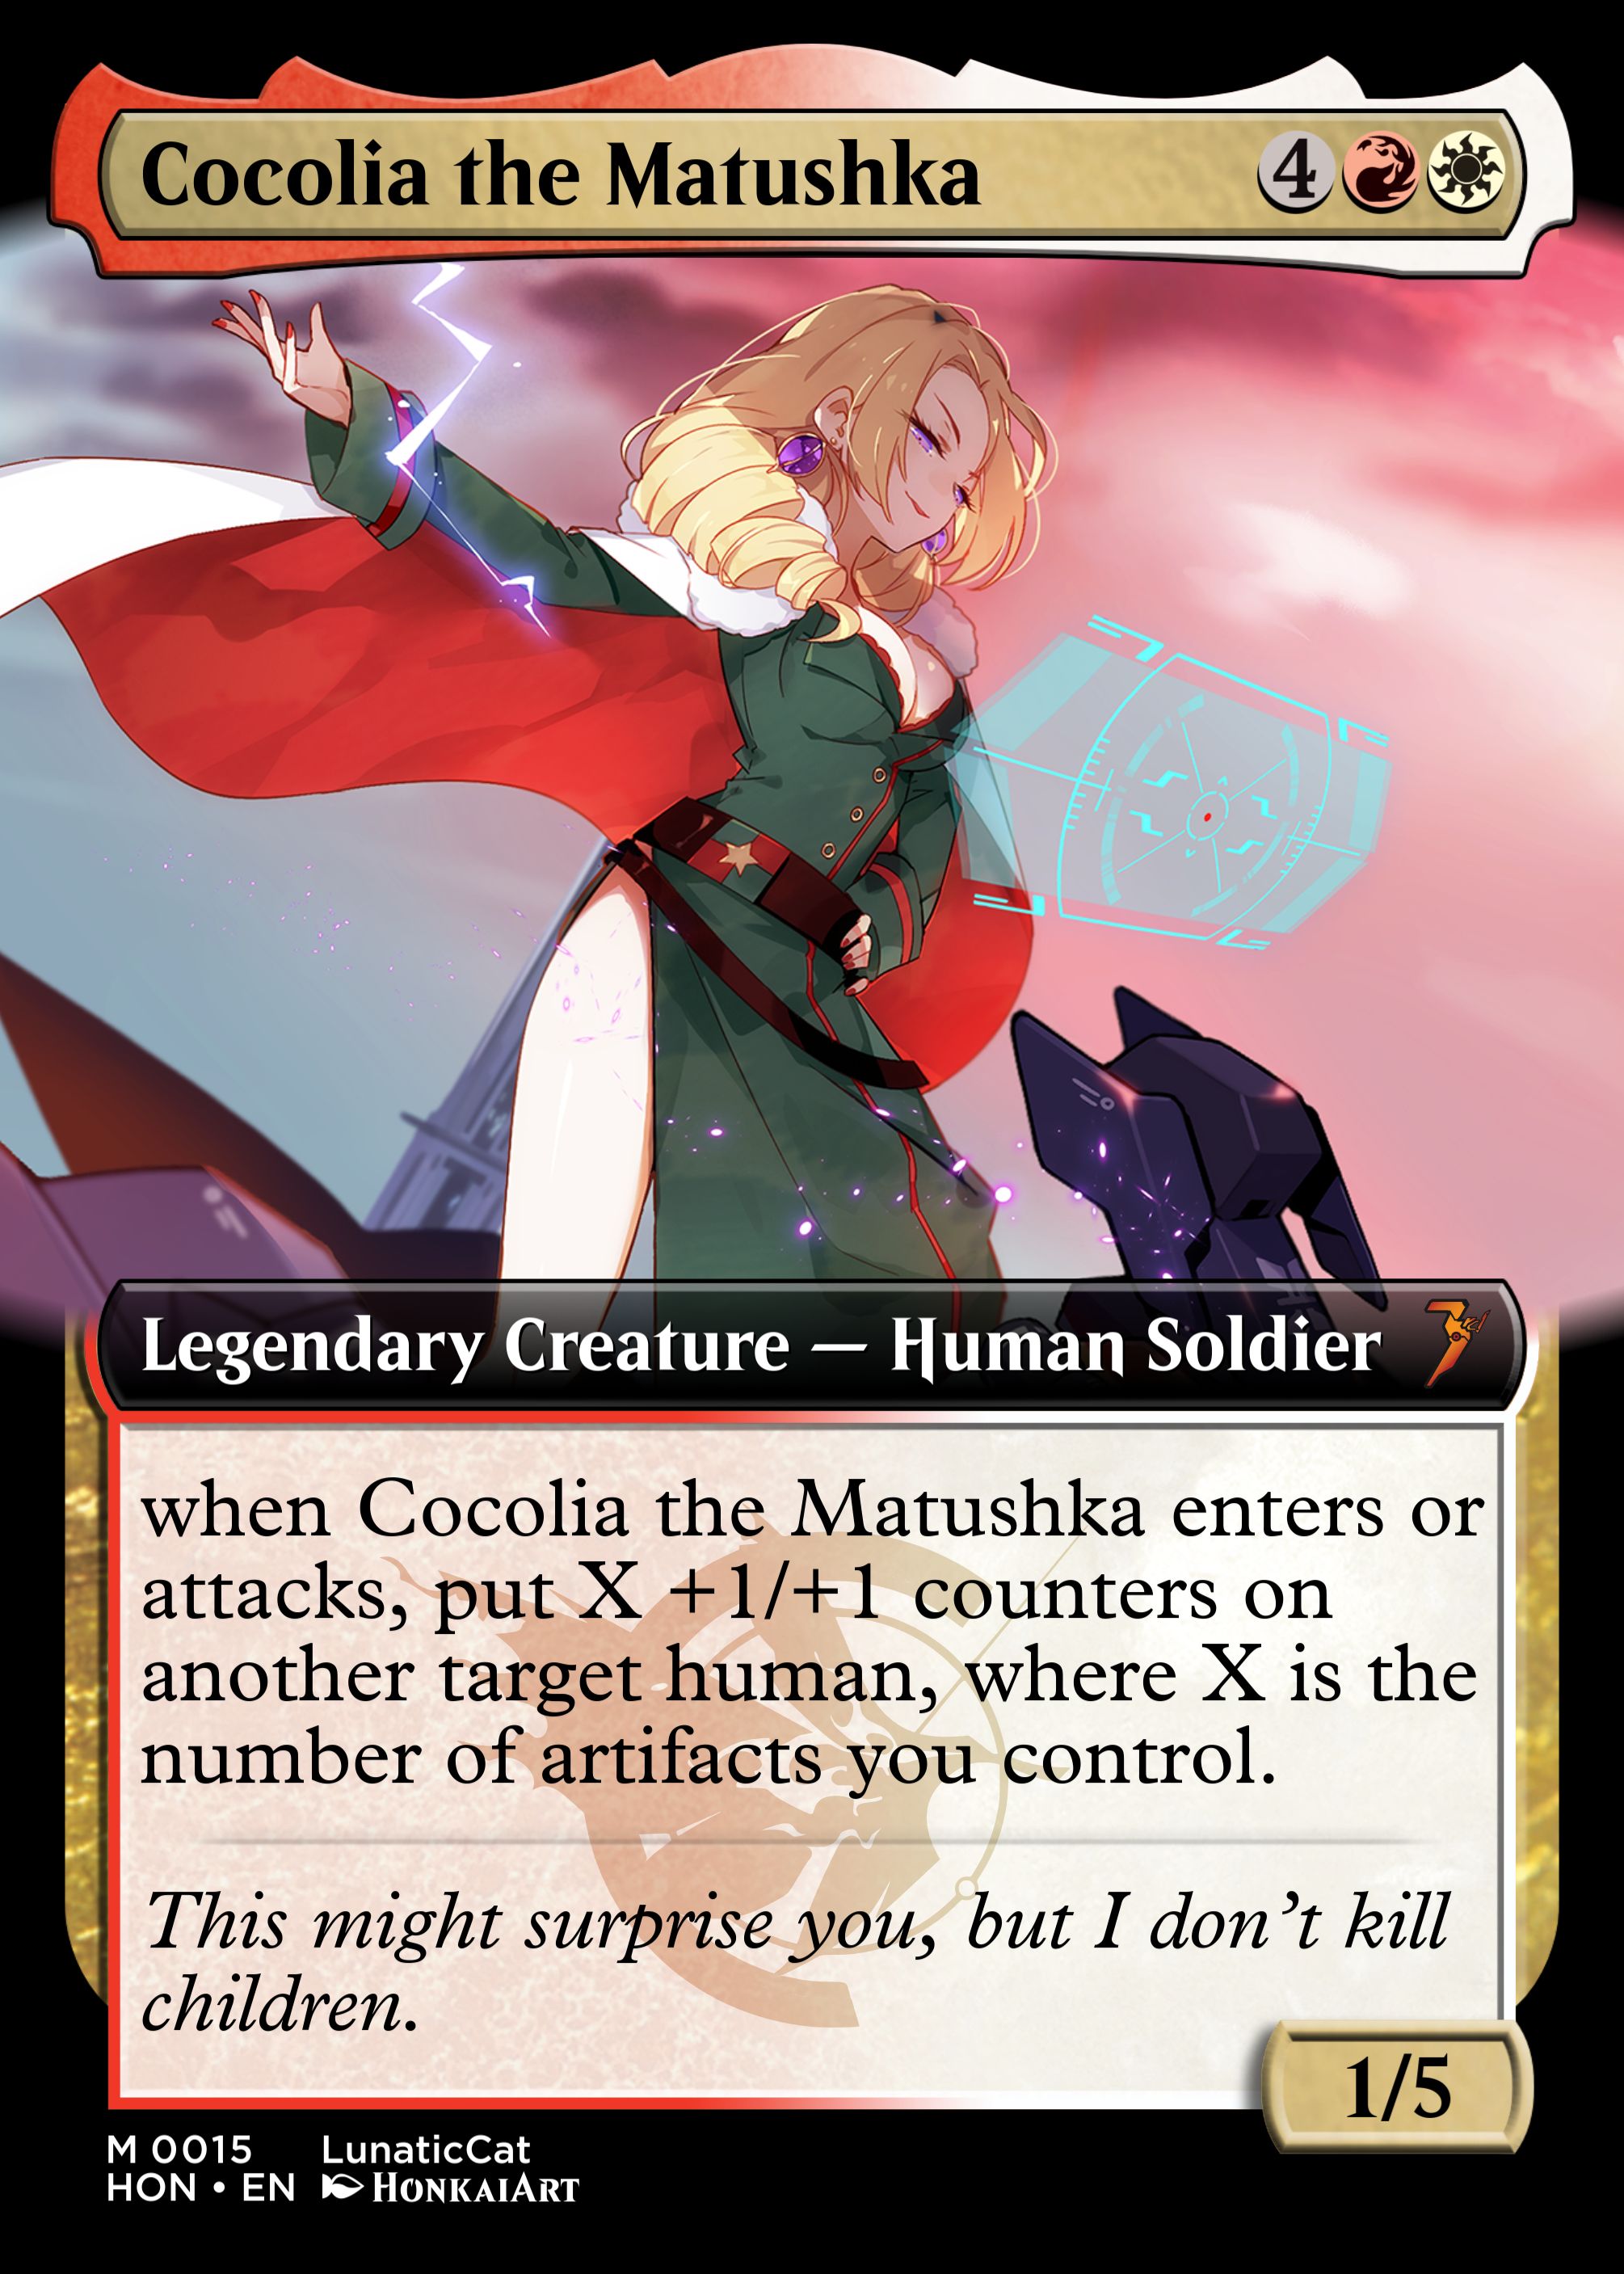 Cocolia the Matushka 4
Legendary Creature — Human Soldier
when Cocolia the Matushka enters or
attacks, put X +1/+1 counters on
another target human, where X is the
number of artifacts you control.
This might surprise you, but I don't kill
children.
1/5
M 0015 LunaticCat
HON • EN HONKAIART